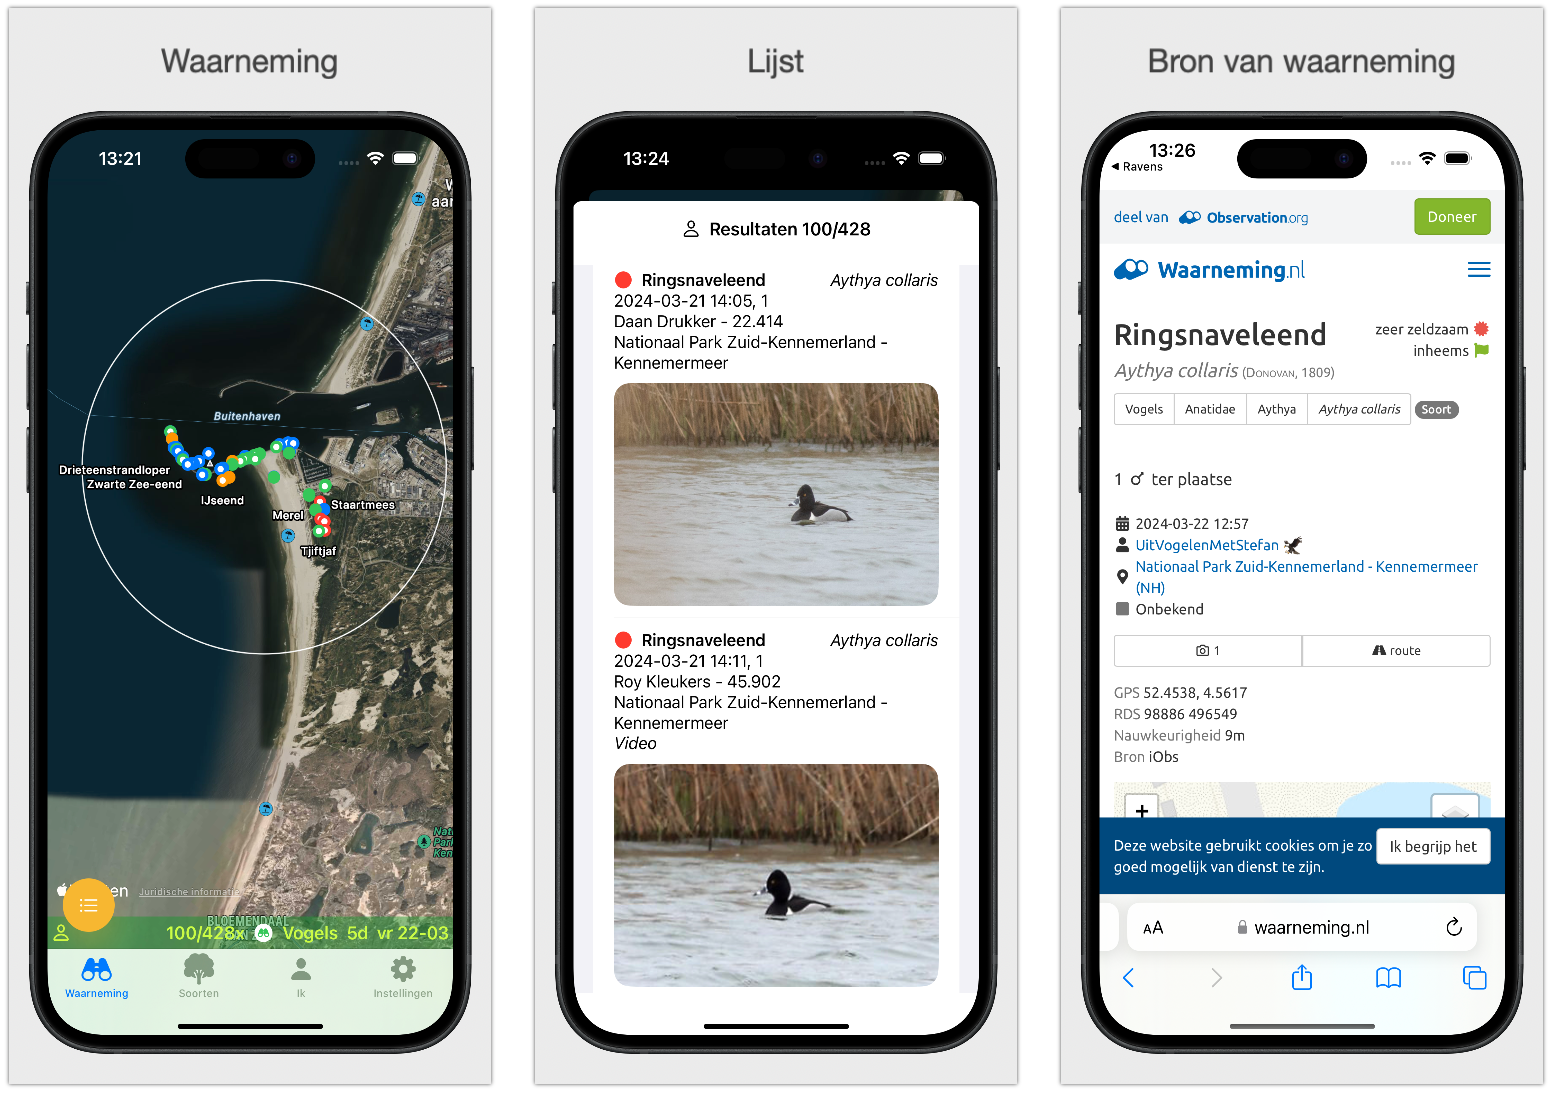 Waarneming
13:21
W
aar
Buitenhaven
Drieteenstrandloper
Zwarte Zee-eend
IJseend
Staartmees
Merel
Tjiftjaf
Nati
Par
Ken
en
Juridische informatie
BLOEMENDAAL
AAN ZEE
100/428x Vogels 5d vr 22-03
Waarneming Soorten Ik Instellingen
Lijst
13:24
Resultaten 100/428
Ringsnaveleend Aythya collaris
2024-03-21 14:05, 1
Daan Drukker - 22.414
Nationaal Park Zuid-Kennemerland -
Kennemermeer
Ringsnaveleend Aythya collaris
2024-03-21 14:11, 1
Roy Kleukers - 45.902
Nationaal Park Zuid-Kennemerland -
Kennemermeer
Video
Bron van waarneming
13:26
◀ Ravens
deel van Observation.org Doneer
Waarneming.nl
Ringsnaveleend zeer zeldzaam
inheems
Aythya collaris (Donovan, 1809)
Vogels Anatidae Aythya Aythya collaris Soort
1 ♂ ter plaatse
2024-03-22 12:57
UitVogelenMetStefan
Nationaal Park Zuid-Kennemerland - Kennemermeer
(NH)
Onbekend
1 route
GPS 52.4538, 4.5617
RDS 98886 496549
Nauwkeurigheid 9m
Bron iObs
+
Deze website gebruikt cookies om je zo
goed mogelijk van dienst te zijn.
Ik begrijp het
AA waarneming.nl